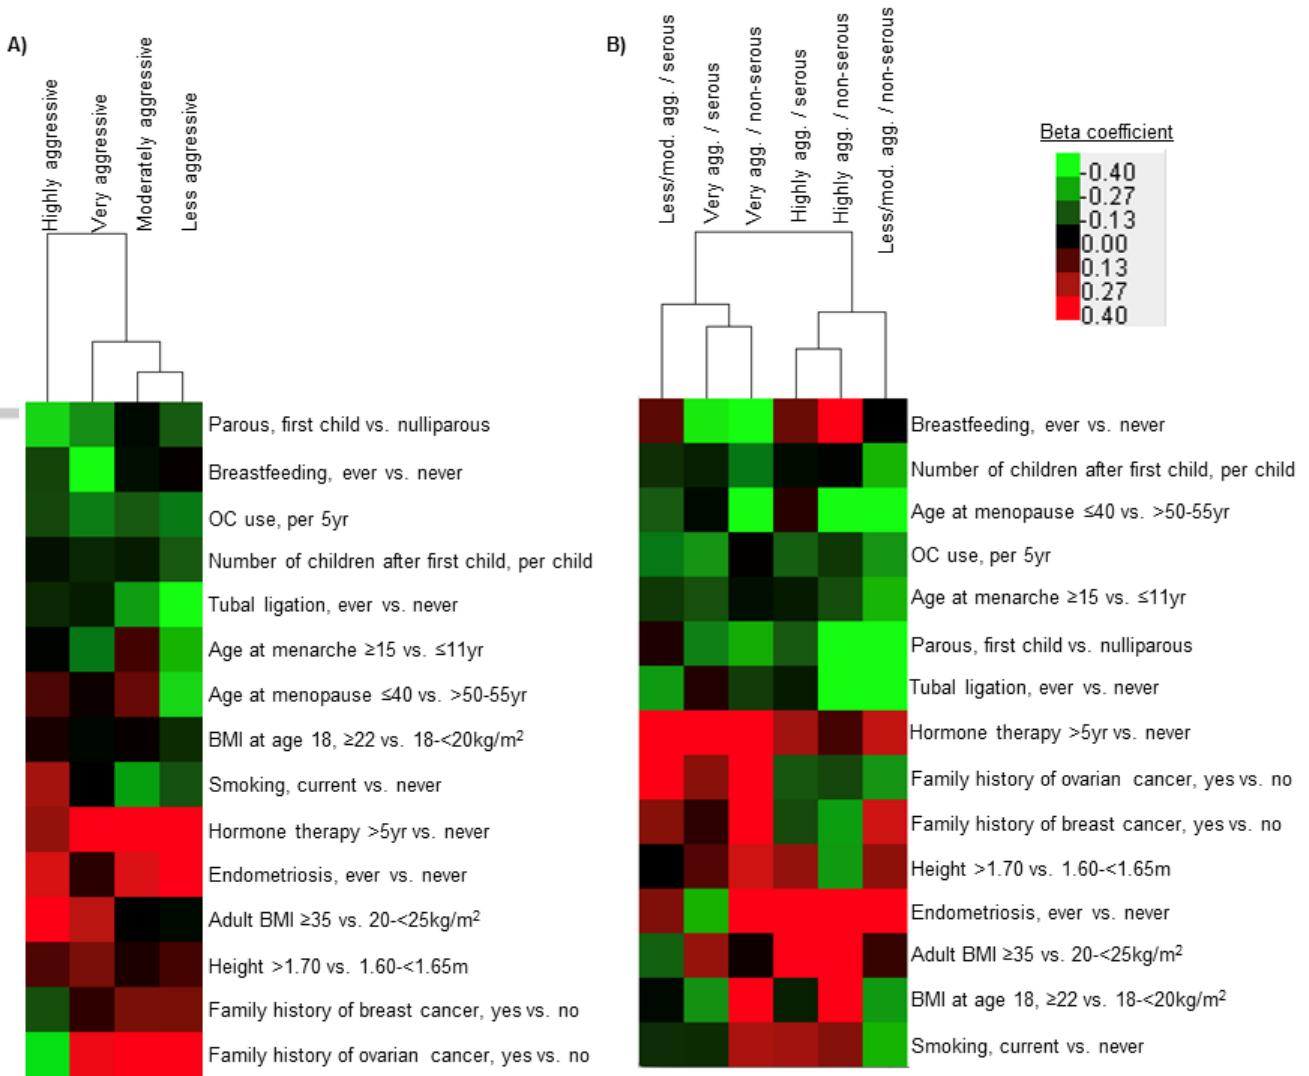 A)
Highly aggressive
Very aggressive
Moderately aggressive
Less aggressive
Parous, first child vs. nulliparous
Breastfeeding, ever vs. never
OC use, per 5yr
Number of children after first child, per child
Tubal ligation, ever vs. never
Age at menarche ≥15 vs. ≤11yr
Age at menopause ≤40 vs. >50-55yr
BMI at age 18, ≥22 vs. 18-<20kg/m²
Smoking, current vs. never
Hormone therapy >5yr vs. never
Endometriosis, ever vs. never
Adult BMI ≥35 vs. 20-<25kg/m²
Height >1.70 vs. 1.60-<1.65m
Family history of breast cancer, yes vs. no
Family history of ovarian cancer, yes vs. no
B)
Less/mod. agg. / serous
Very agg. / serous
Very agg. / non-serous
Highly agg. / serous
Highly agg. / non-serous
Less/mod. agg. / non-serous
Breastfeeding, ever vs. never
Number of children after first child, per child
Age at menopause ≤40 vs. >50-55yr
OC use, per 5yr
Age at menarche ≥15 vs. ≤11yr
Parous, first child vs. nulliparous
Tubal ligation, ever vs. never
Hormone therapy >5yr vs. never
Family history of ovarian cancer, yes vs. no
Family history of breast cancer, yes vs. no
Height >1.70 vs. 1.60-<1.65m
Endometriosis, ever vs. never
Adult BMI ≥35 vs. 20-<25kg/m²
BMI at age 18, ≥22 vs. 18-<20kg/m²
Smoking, current vs. never
Beta coefficient
-0.40
-0.27
-0.13
0.00
0.13
0.27
0.40